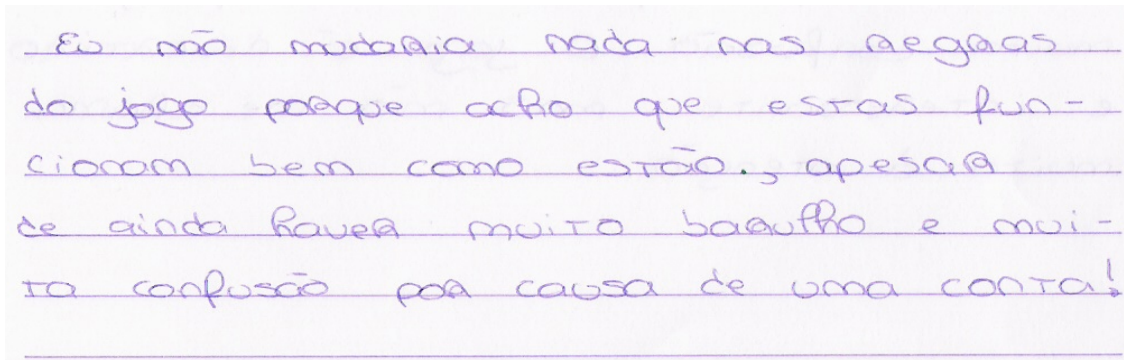 Eu não mudaria nada nas regras
do jogo porque acho que estas fun-
cionam bem como estão., apesar
de ainda haver muito barulho e mui-
ta confusão por causa de uma conta!